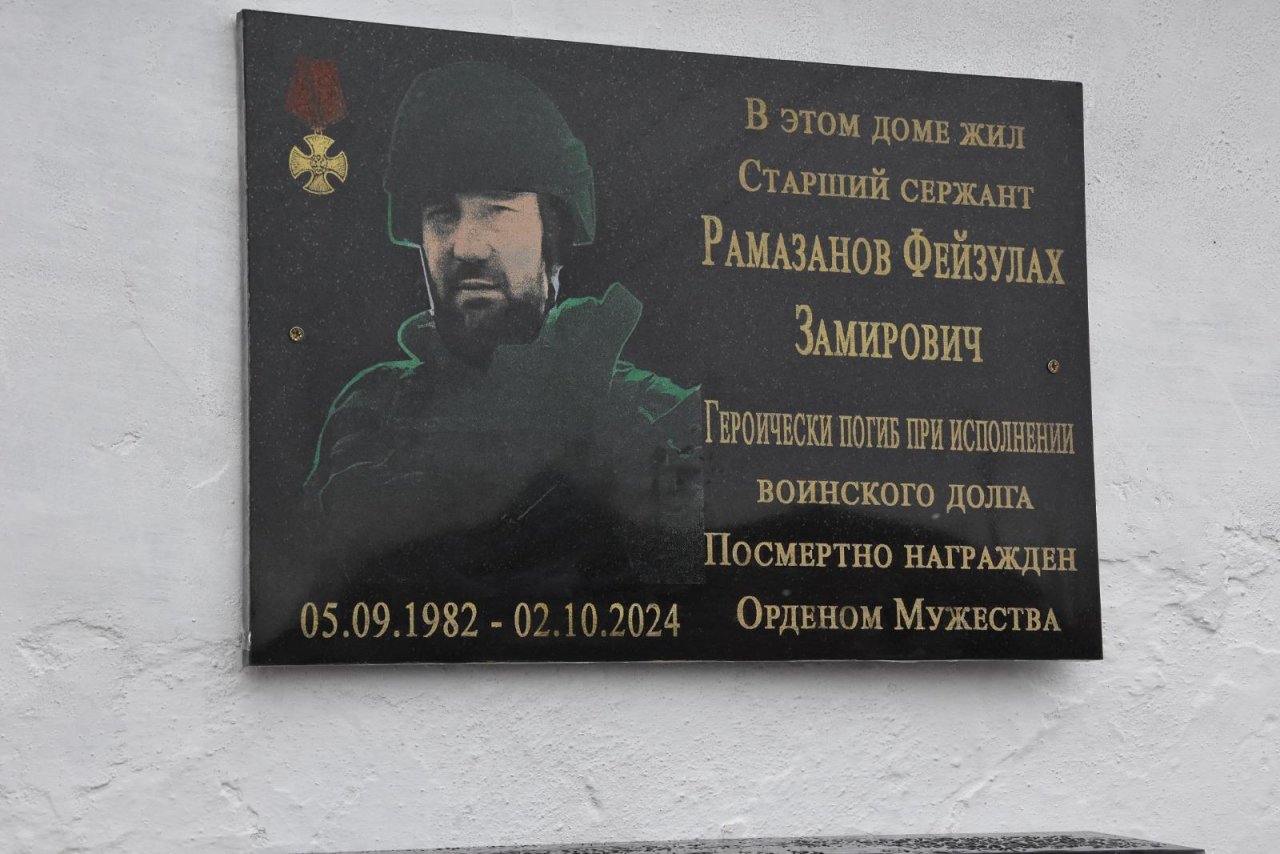 В этом доме жил
Старший сержант
Рамазанов Фейзулах
Замирович
Героически погиб при исполнении
воинского долга
Посмертно награжден
Орденом Мужества
05.09.1982 - 02.10.2024